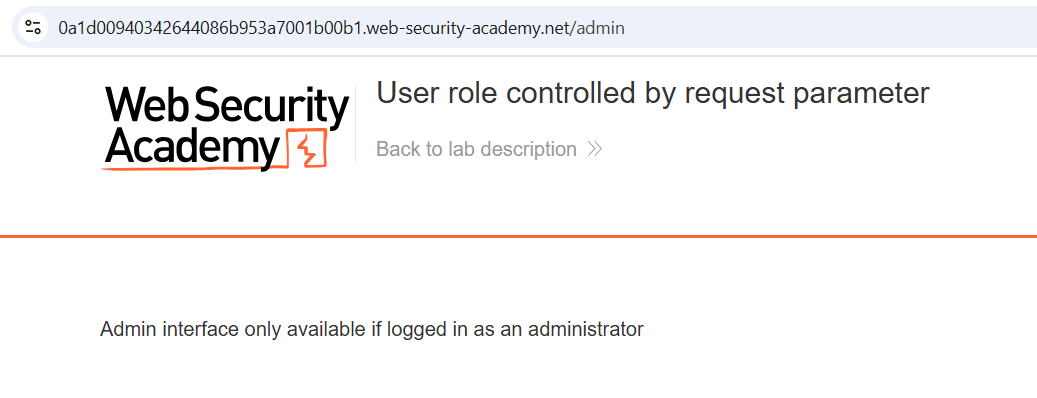 0a1d00940342644086b953a7001b00b1.web-security-academy.net/admin
Web Security
Academy
User role controlled by request parameter
Back to lab description
Admin interface only available if logged in as an administrator